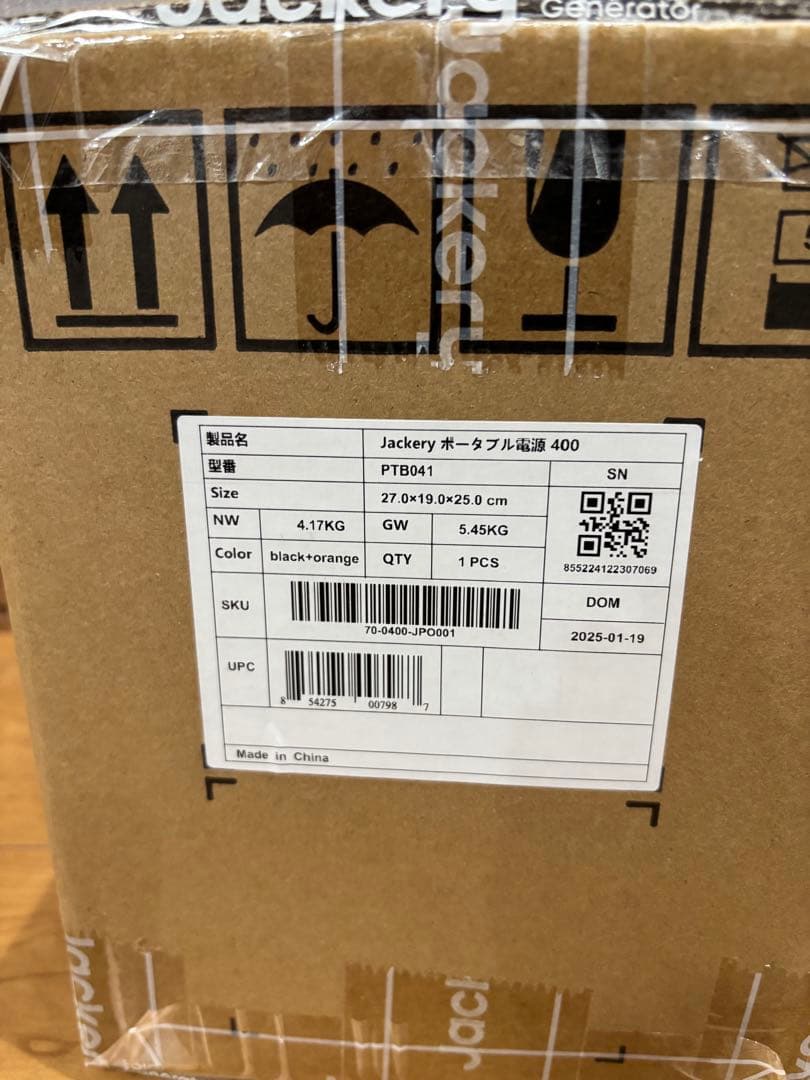 Jackery Generator
Jackery
5
製品名 Jackery ポータブル電源 400
型番 PTB041 SN
Size 27.0×19.0×25.0 cm
NW 4.17KG GW 5.45KG
855224122307069
Color black+orange QTY 1 PCS
SKU 70-0400-JPO001 DOM
2025-01-19
UPC 8 54275 00798 7
Made in China
Jackery
Jack